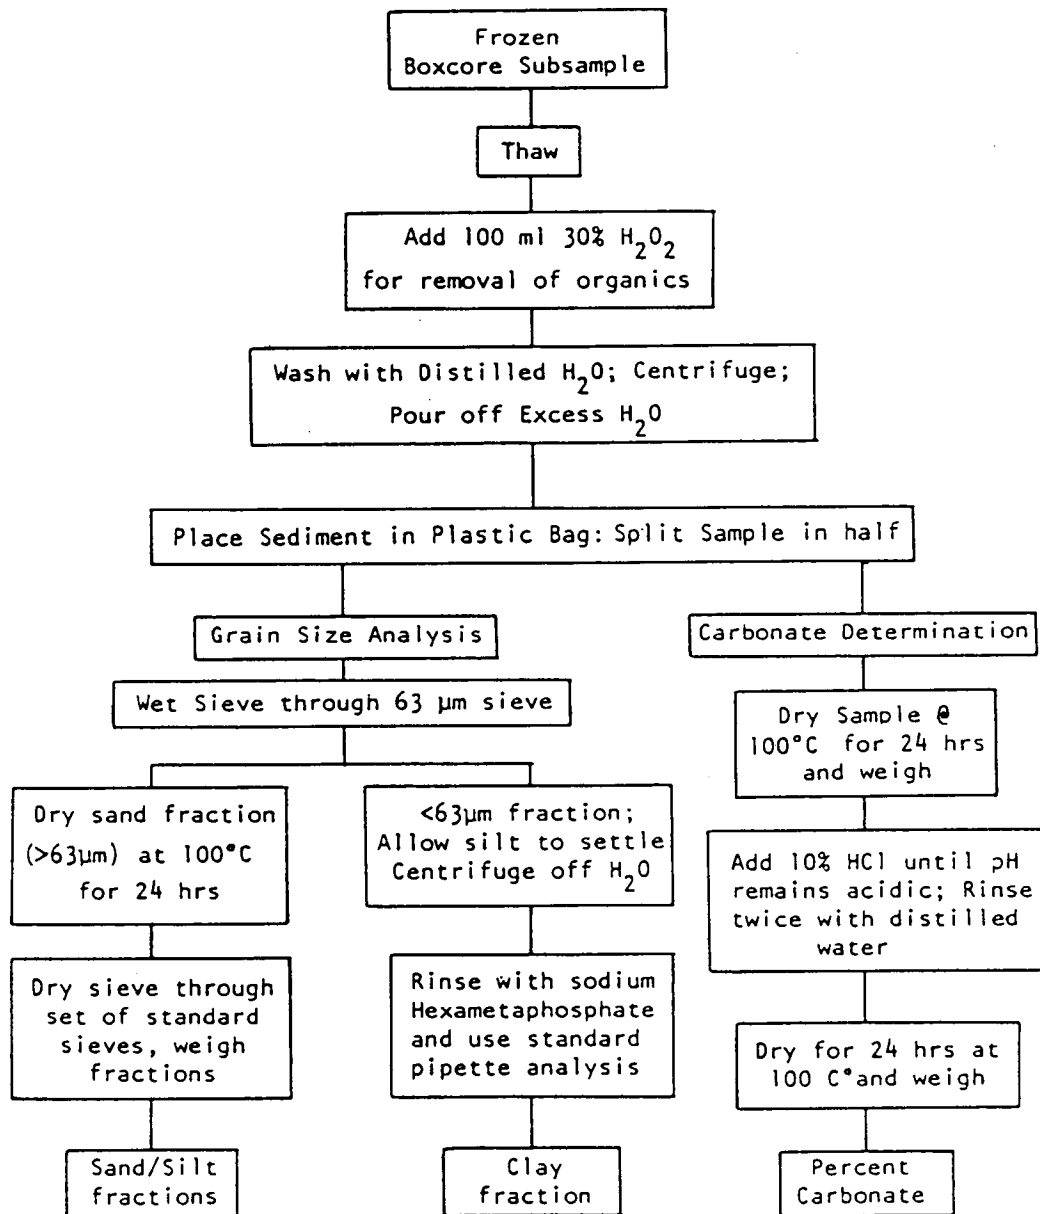 Frozen
Boxcore Subsample
Thaw
Add 100 ml 30% H₂O₂
for removal of organics
Wash with Distilled H₂O; Centrifuge;
Pour off Excess H₂O
Place Sediment in Plastic Bag: Split Sample in half
Grain Size Analysis
Carbonate Determination
Wet Sieve through 63 µm sieve
Dry Sample @
100°C for 24 hrs
and weigh
Dry sand fraction
(>63µm) at 100°C
for 24 hrs
<63µm fraction;
Allow silt to settle
Centrifuge off H₂O
Add 10% HCl until pH
remains acidic; Rinse
twice with distilled
water
Dry sieve through
set of standard
sieves, weigh
fractions
Rinse with sodium
Hexametaphosphate
and use standard
pipette analysis
Dry for 24 hrs at
100 C° and weigh
Sand/Silt
fractions
Clay
fraction
Percent
Carbonate